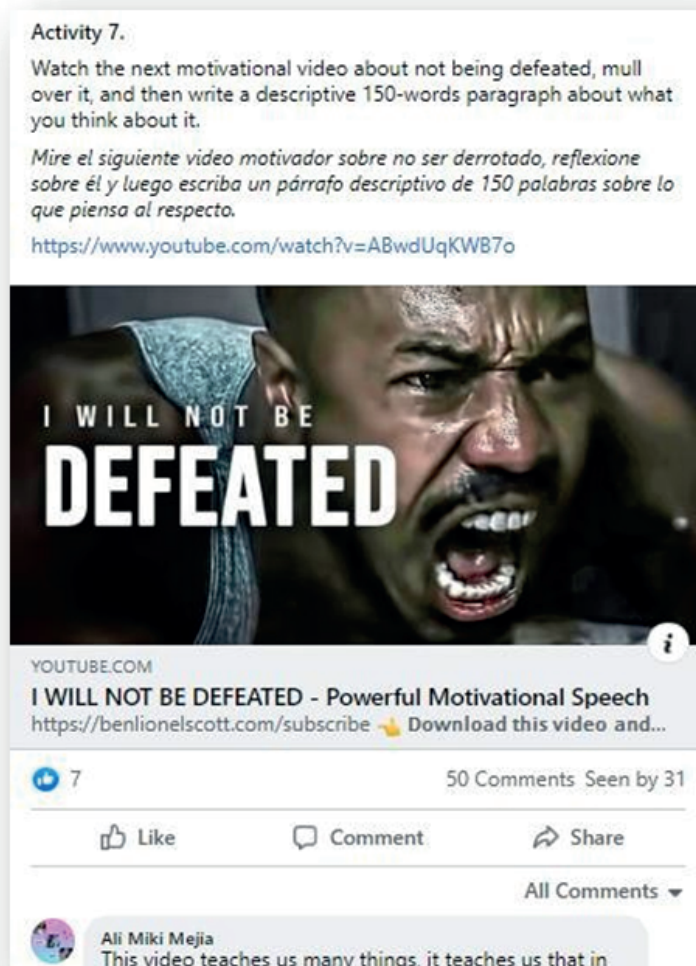 Activity 7.
Watch the next motivational video about not being defeated, mull
over it, and then write a descriptive 150-words paragraph about what
you think about it.
Mire el siguiente video motivador sobre no ser derrotado, reflexione
sobre él y luego escriba un párrafo descriptivo de 150 palabras sobre lo
que piensa al respecto.
https://www.youtube.com/watch?v=ABwdUqKWB7o
I WILL NOT BE
DEFEATED
i
YOUTUBE.COM
I WILL NOT BE DEFEATED - Powerful Motivational Speech
https://benlionelscott.com/subscribe 👈 Download this video and...
7 50 Comments Seen by 31
Like Comment Share
All Comments
Ali Miki Mejia
This video teaches us many things, it teaches us that in